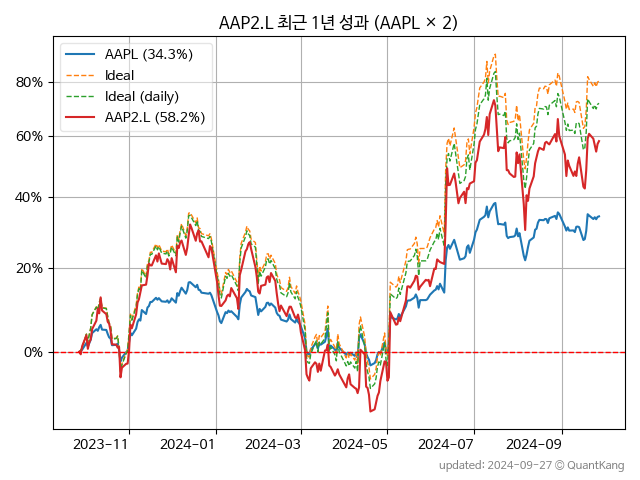 AAP2.L 최근 1년 성과 (AAPL × 2)
AAPL (34.3%)
Ideal
Ideal (daily)
AAP2.L (58.2%)
80%
60%
40%
20%
0%
2023-11
2024-01
2024-03
2024-05
2024-07
2024-09
updated: 2024-09-27 © QuantKang